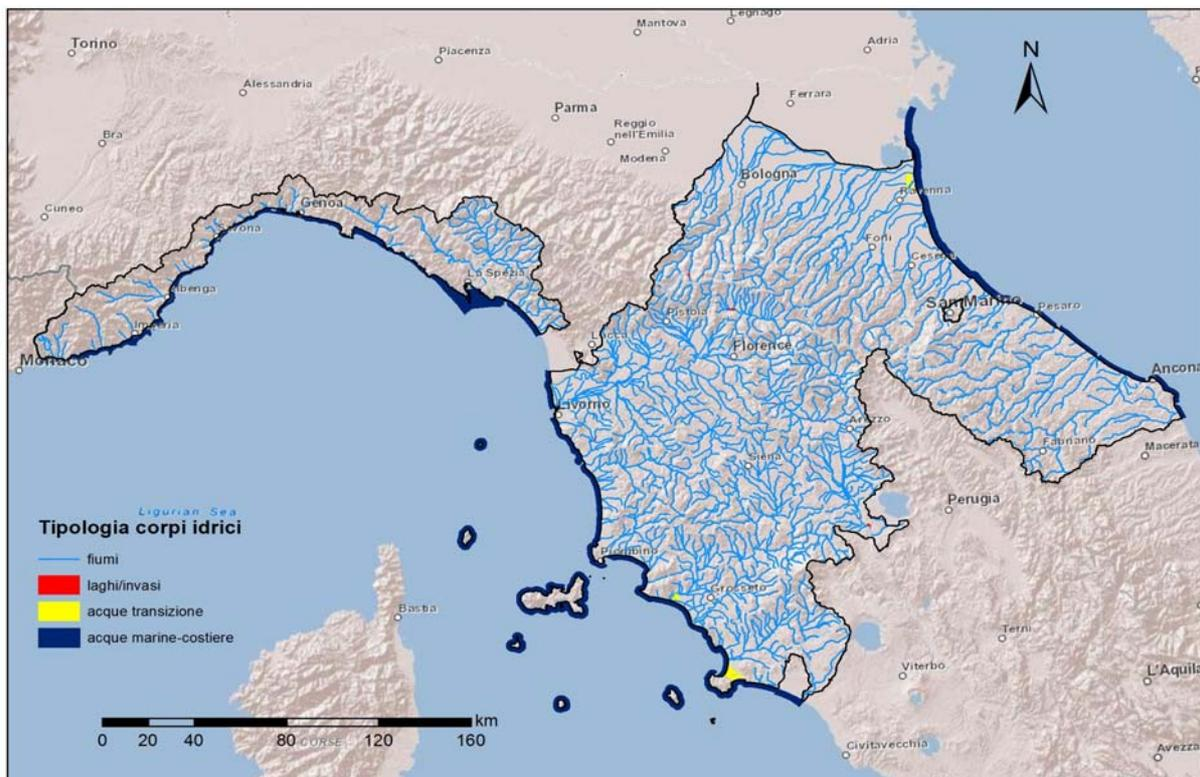 Legnago
Mantova
Torino
Adria
Piacenza
Alessandria
Ferrara
Parma
Reggio
nell'Emilia
Bra
Modena
Bologna
Ravenna
Cuneo
Genoa
Savona
Forli
Cesena
La Spezia
Albenga
San Marino
Pesaro
Imperia
Pistoia
Lucca
Florence
Monaco
Ancona
Livorno
Arezzo
Fabriano
Macerata
Siena
Perugia
Ligurian Sea
Tipologia corpi idrici
fiumi
laghi/invasi
acque transizione
acque marine-costiere
Piombino
Grosseto
Bastia
Terni
Viterbo
L'Aquila
N
km
0 20 40 80 120 160
CORSE
Civitavecchia
Avezza